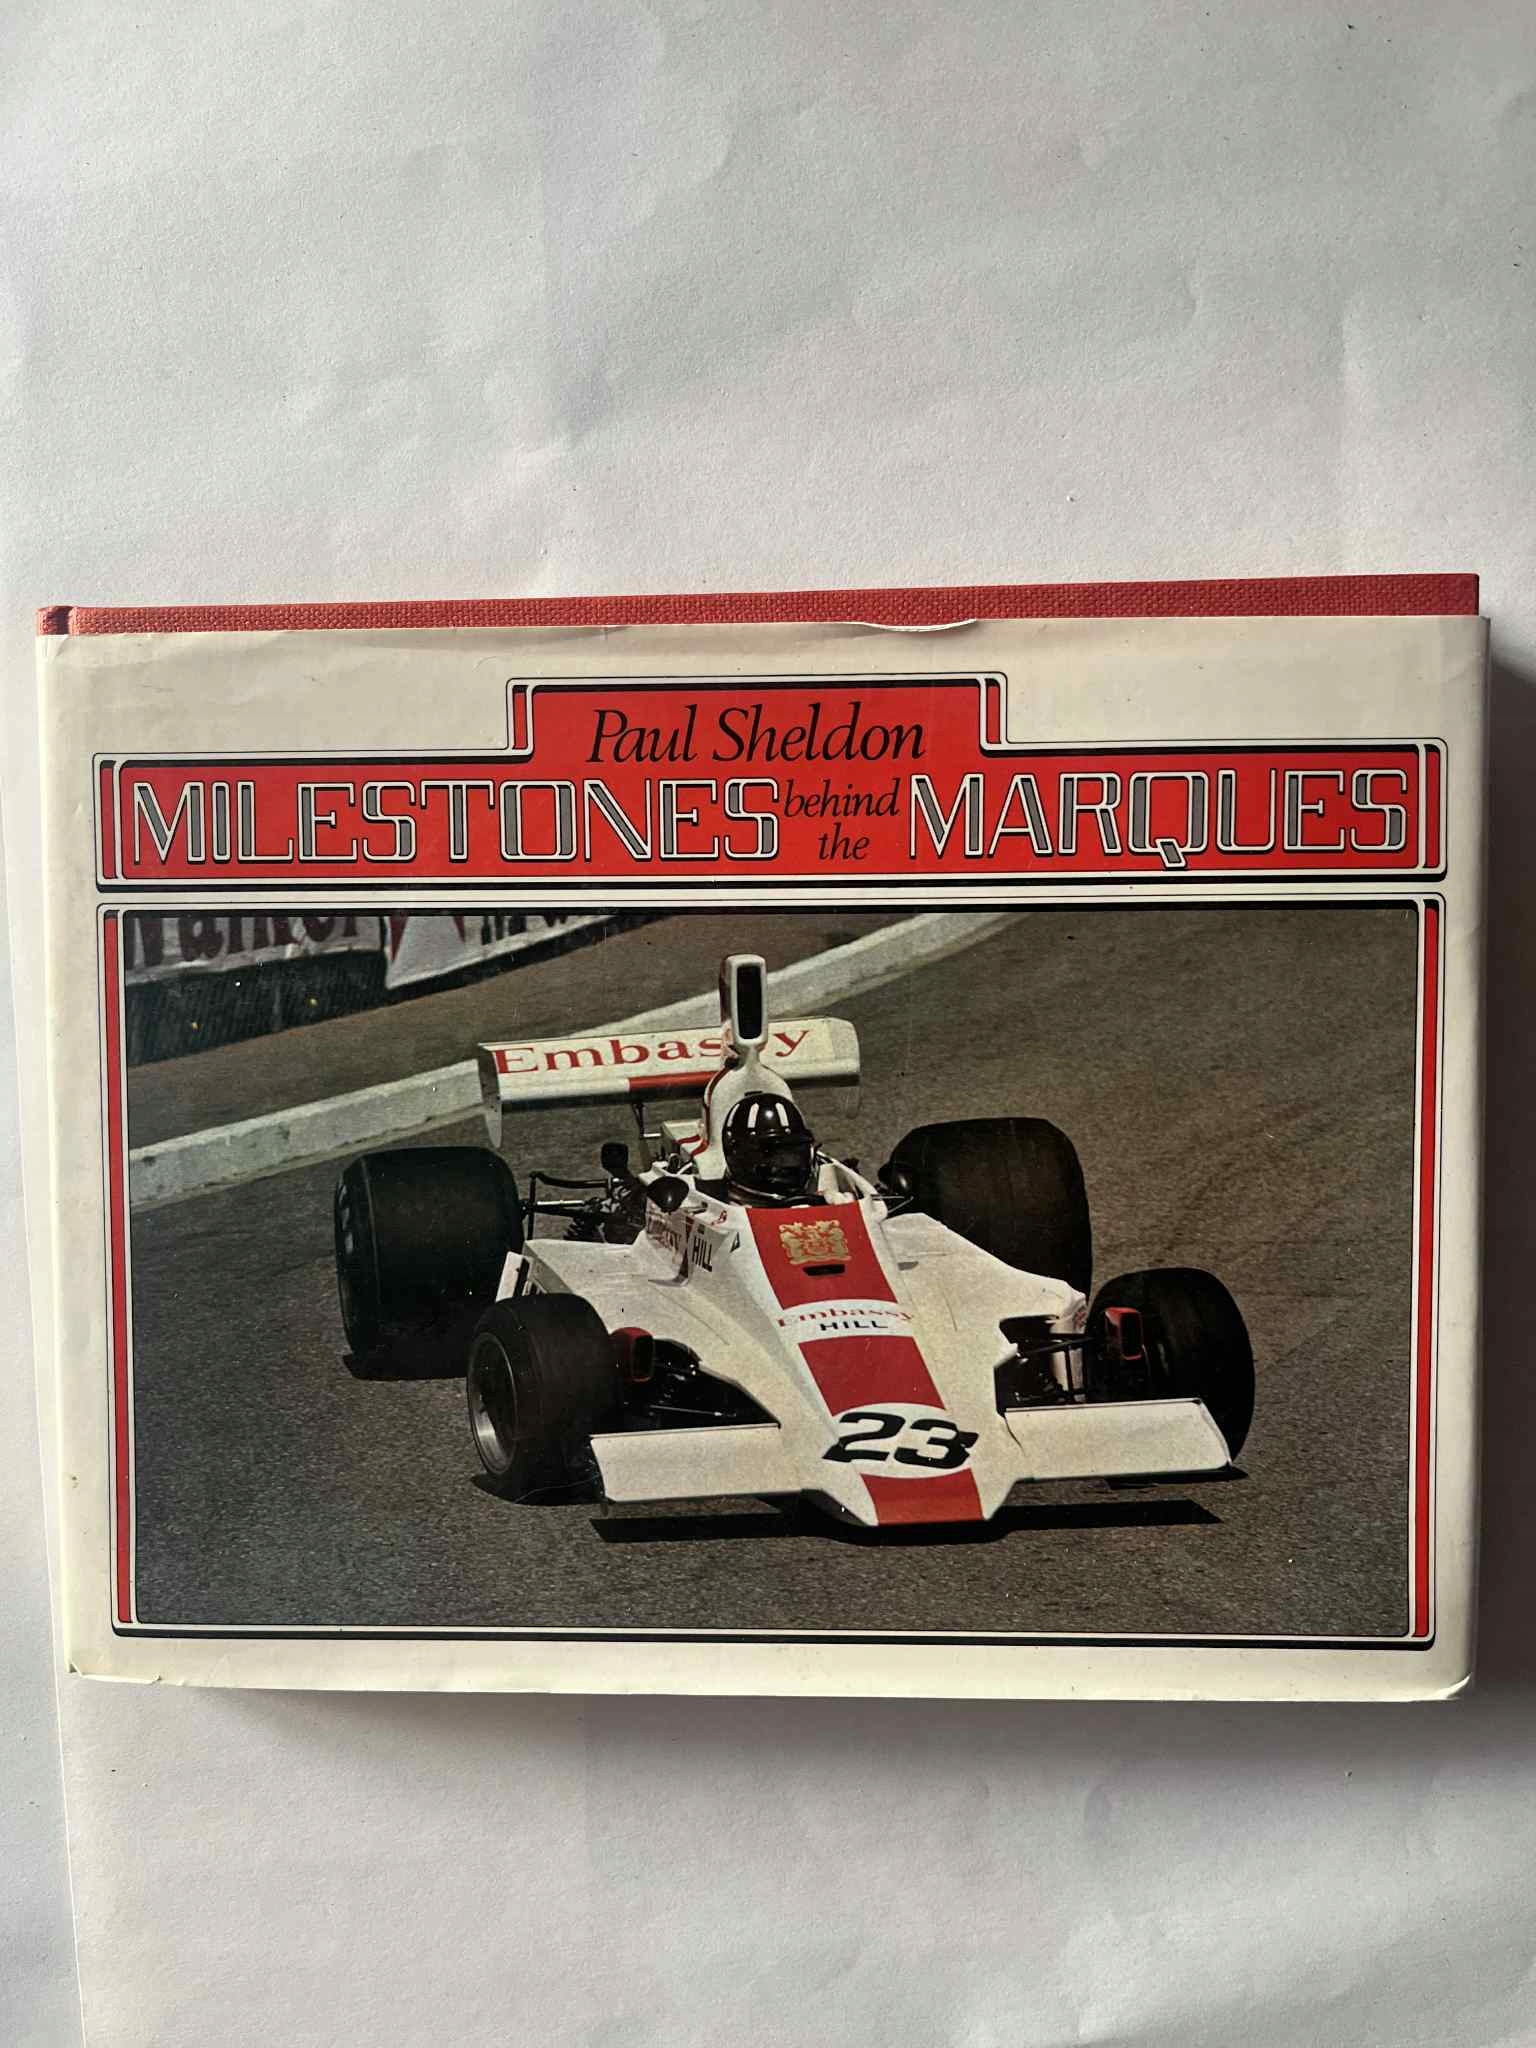 Paul Sheldon
MILESTONES behind the MARQUES
Embassy
HILL
Embassy
HILL
23